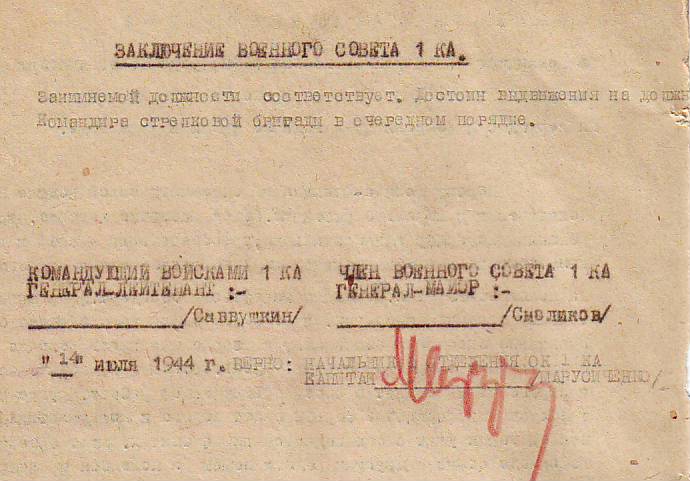 ЗАКЛЮЧЕНИЕ ВОЕННОГО СОВЕТА 1 КА.
Занимаемой должности соответствует. Достоин выдвижения на должн
Командира стрелковой бригады в очередном порядке.
КОМАНДУЮЩИЙ ВОЙСКАМИ 1 КА ЧЛЕН ВОЕННОГО СОВЕТА 1 КА
ГЕНЕРАЛ-ЛЕЙТЕНАНТ :- ГЕНЕРАЛ-МАЙОР :-
/Саввушкин/ /Смоликов/
"14" июля 1944 г. ВЕРНО: НАЧАЛЬНИК ОТДЕЛЕНИЯ ОК 1 КА
КАПИТАН /МАРУСИЧЕНКО/